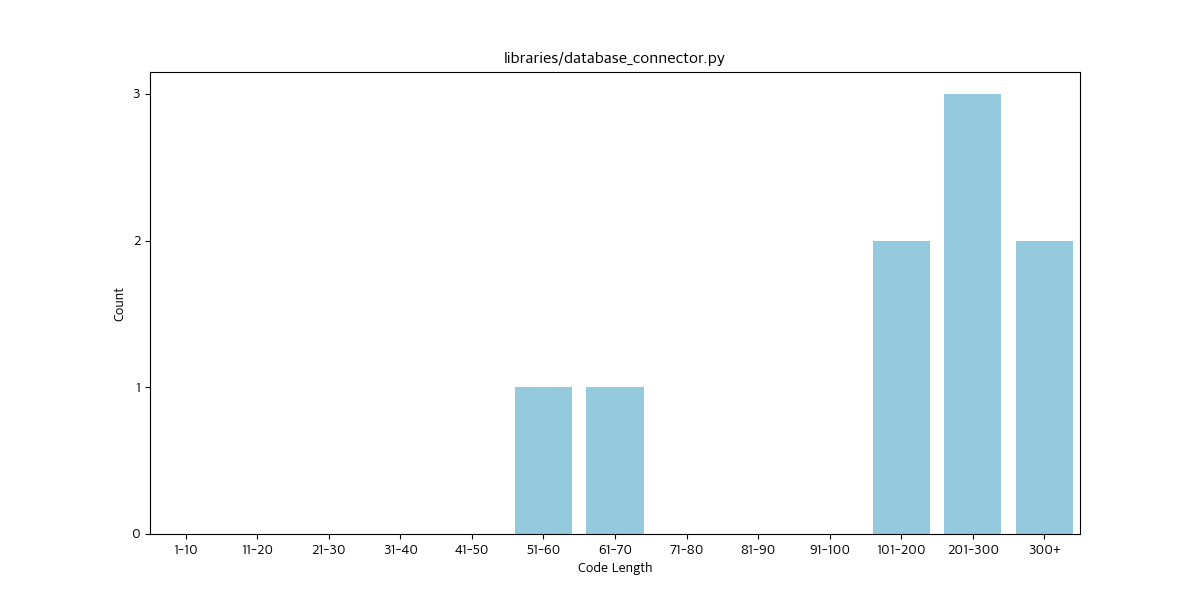 libraries/database_connector.py
3
2
1
0
Count
1-10 11-20 21-30 31-40 41-50 51-60 61-70 71-80 81-90 91-100 101-200 201-300 300+
Code Length